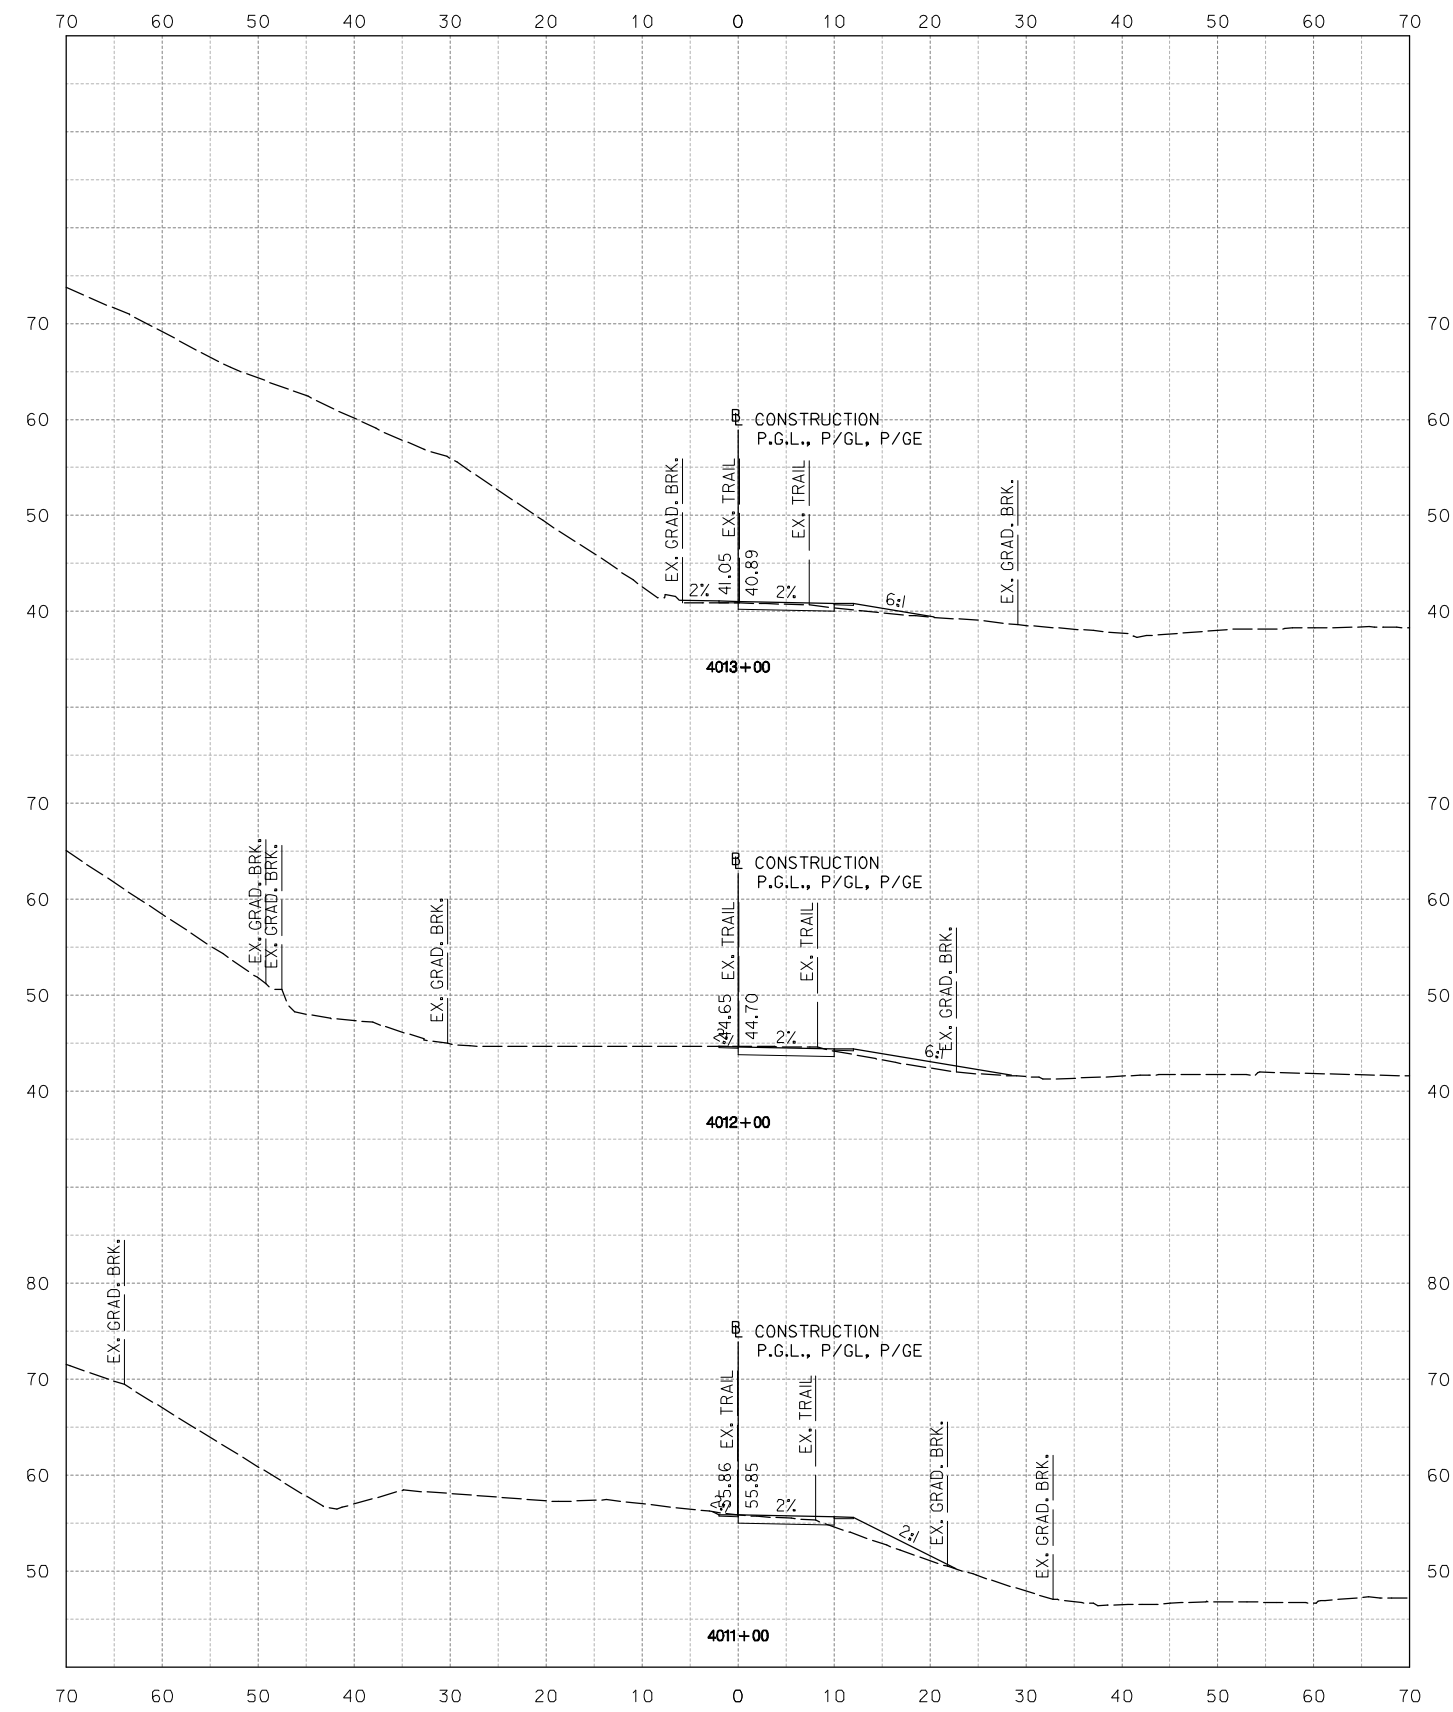 70 60 50 40 30 20 10 0 10 20 30 40 50 60 70
70 70
60 60
℄ CONSTRUCTION
P.G.L., P/GL, P/GE
EX. GRAD. BRK.
EX. TRAIL
EX. TRAIL
EX. GRAD. BRK.
50 50
41.05
40.89
2%
2%
6:1
40 40
4013+00
70 70
EX. GRAD. BRK.
EX. GRAD. BRK.
EX. GRAD. BRK.
℄ CONSTRUCTION
P.G.L., P/GL, P/GE
60 60
EX. TRAIL
EX. TRAIL
EX. GRAD. BRK.
50 50
44.65
44.70
2%
6:1
40 40
4012+00
80 80
EX. GRAD. BRK.
℄ CONSTRUCTION
P.G.L., P/GL, P/GE
70 70
EX. TRAIL
EX. TRAIL
EX. GRAD. BRK.
EX. GRAD. BRK.
60 60
55.86
55.85
2%
2:1
50 50
4011+00
70 60 50 40 30 20 10 0 10 20 30 40 50 60 70